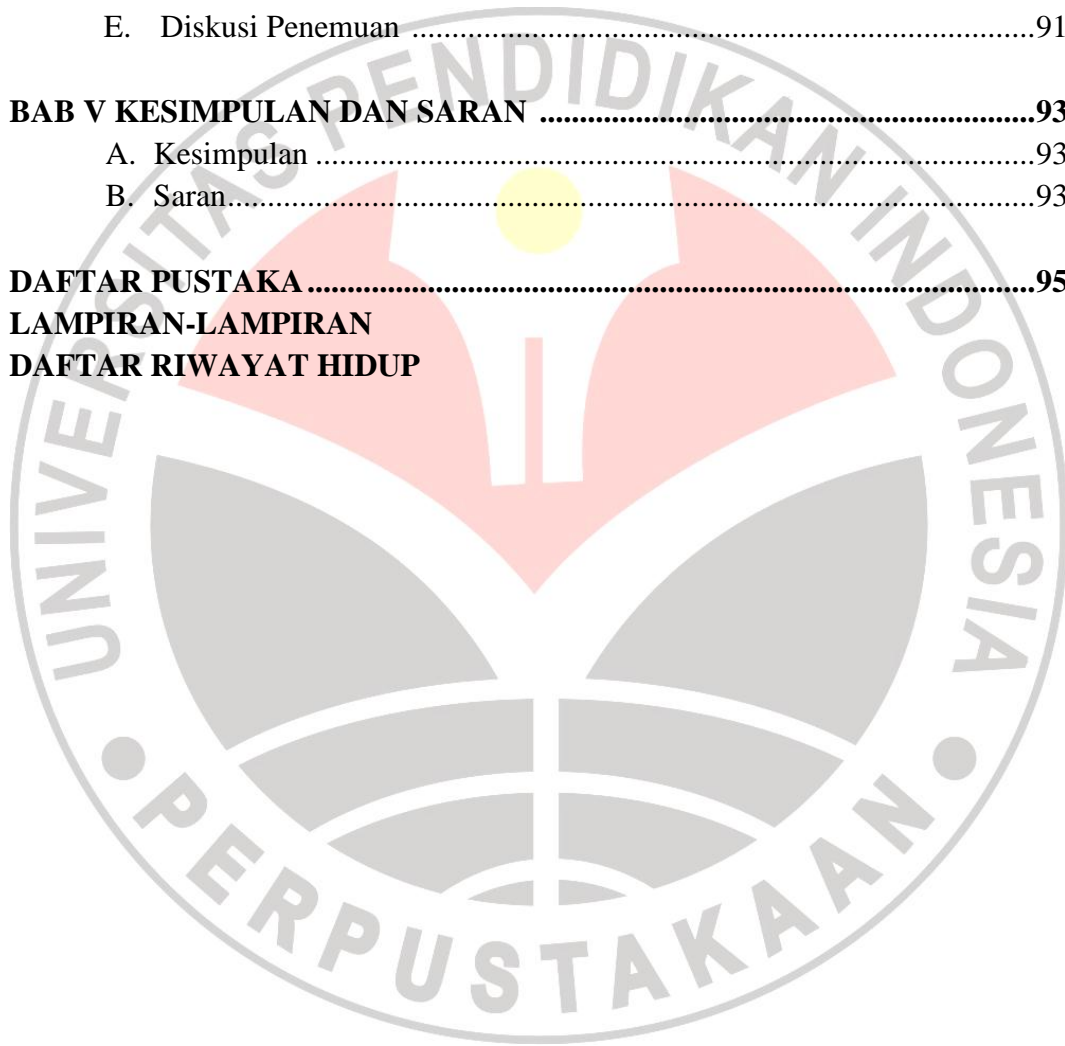 E. Diskusi Penemuan ..............................................................................91
BAB V KESIMPULAN DAN SARAN ..............................................................93
A. Kesimpulan ..........................................................................................93
B. Saran.....................................................................................................93
DAFTAR PUSTAKA ...........................................................................................95
LAMPIRAN-LAMPIRAN
DAFTAR RIWAYAT HIDUP
UNIVERSITAS PENDIDIKAN INDONESIA
PERPUSTAKAAN